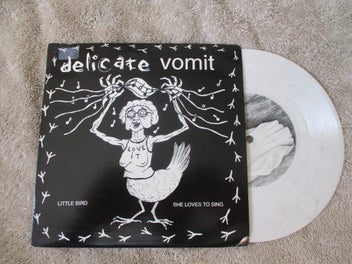 delicate vomit
LOVE
IT
LITTLE BIRD
SHE LOVES TO SING